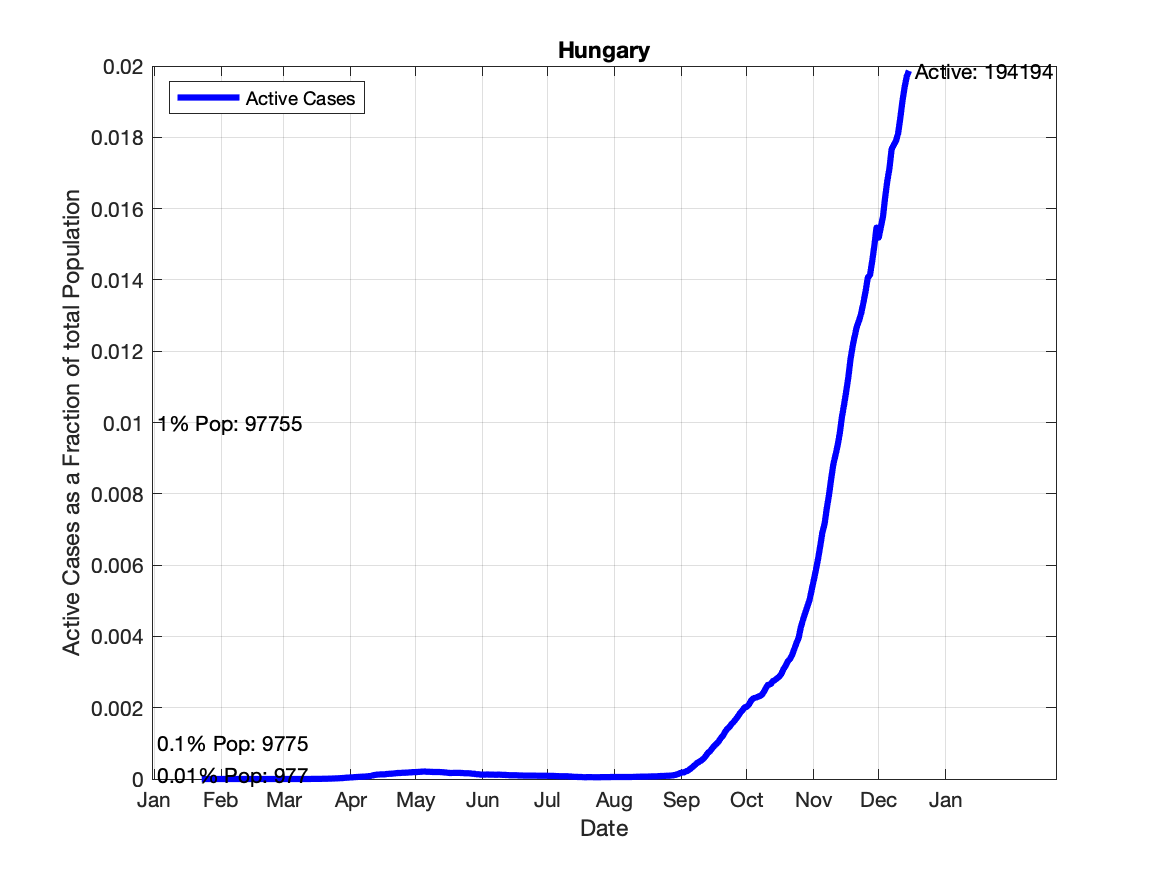 Hungary
Active Cases
Active: 194194
0.02
0.018
0.016
0.014
0.012
0.01
0.008
0.006
0.004
0.002
0
Active Cases as a Fraction of total Population
1% Pop: 97755
0.1% Pop: 9775
0.01% Pop: 977
Jan Feb Mar Apr May Jun Jul Aug Sep Oct Nov Dec Jan
Date